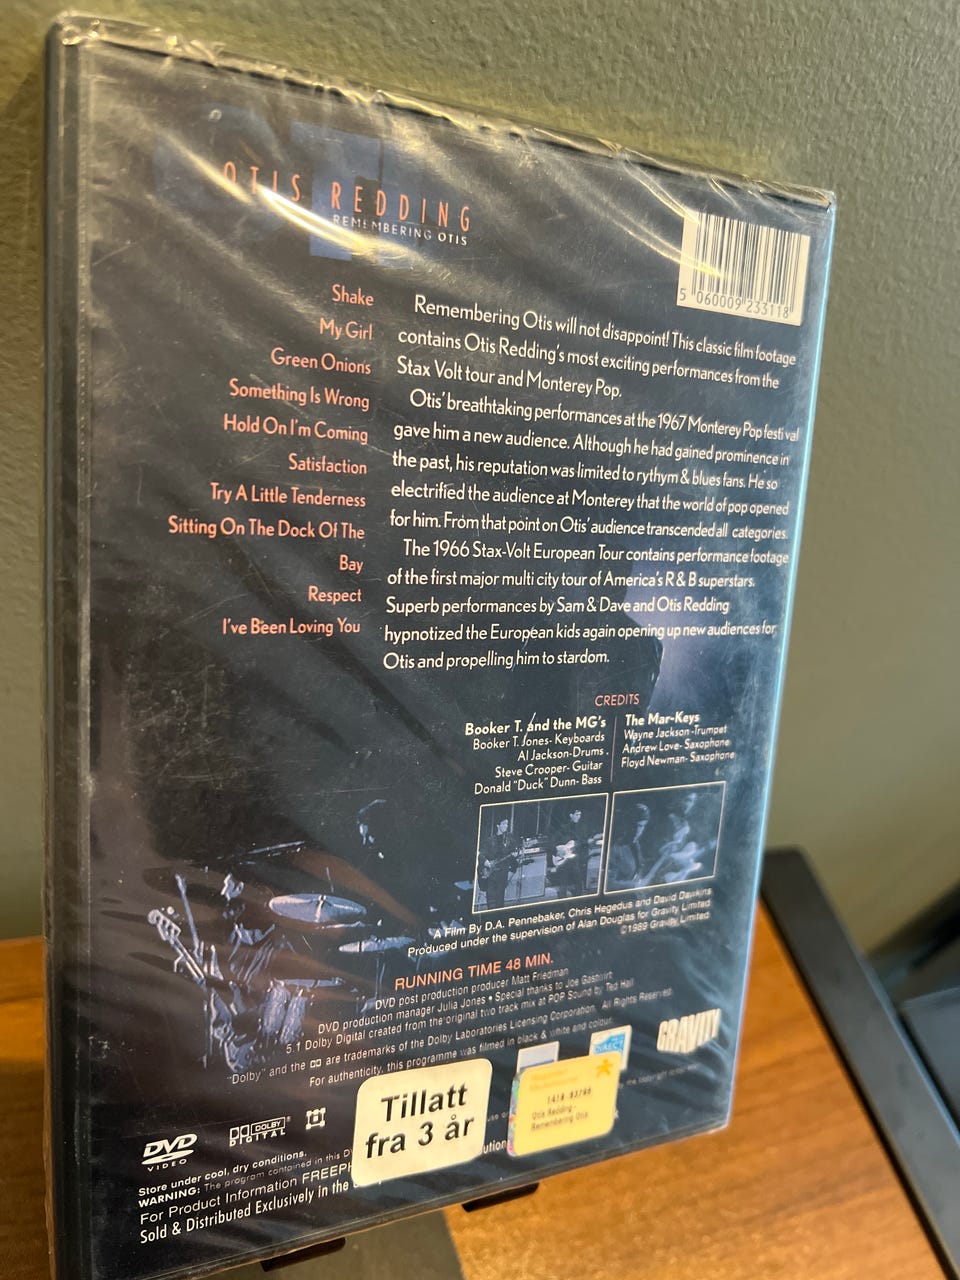 OTIS REDDING
REMEMBERING OTIS
5 060009 233118
Shake
My Girl
Green Onions
Something Is Wrong
Hold On I'm Coming
Satisfaction
Try A Little Tenderness
Sitting On The Dock Of The
Bay
Respect
I've Been Loving You
Remembering Otis will not disappoint! This classic film footage
contains Otis Redding's most exciting performances from the
Stax Volt tour and Monterey Pop.
Otis' breathtaking performances at the 1967 Monterey Pop festival
gave him a new audience. Although he had gained prominence in
the past, his reputation was limited to rythym & blues fans. He so
electrified the audience at Monterey that the world of pop opened
for him. From that point on Otis' audience transcended all categories.
The 1966 Stax-Volt European Tour contains performance footage
of the first major multi city tour of America's R & B superstars.
Superb performances by Sam & Dave and Otis Redding
hypnotized the European kids again opening up new audiences for
Otis and propelling him to stardom.
CREDITS
Booker T. and the MG's
Booker T. Jones- Keyboards
Al Jackson-Drums
Steve Crooper- Guitar
Donald "Duck" Dunn- Bass
The Mar-Keys
Wayne Jackson-Trumpet
Andrew Love- Saxophone
Floyd Newman- Saxophone
A Film By D.A. Pennebaker, Chris Hegedus and David Dawkins
Produced under the supervision of Alan Douglas for Gravity Limited
©1989 Gravity Limited
RUNNING TIME 48 MIN.
DVD post production producer Matt Friedman
DVD production manager Julia Jones • Special thanks to Joe Gastwirt
5.1 Dolby Digital created from the original two track mix at POP Sound by Ted Hall
"Dolby" and the DD are trademarks of the Dolby Laboratories Licensing Corporation. All Rights Reserved
For authenticity, this programme was filmed in black & white and colour.
GRAVITY
DIRECT
1419-93798
Otis Redding -
Remembering Otis
Tillatt
fra 3 år
DVD
VIDEO
DOLBY
DIGITAL
Store under cool, dry conditions.
WARNING: The program contained in this
For Product Information FREEPH
Sold & Distributed Exclusively in the